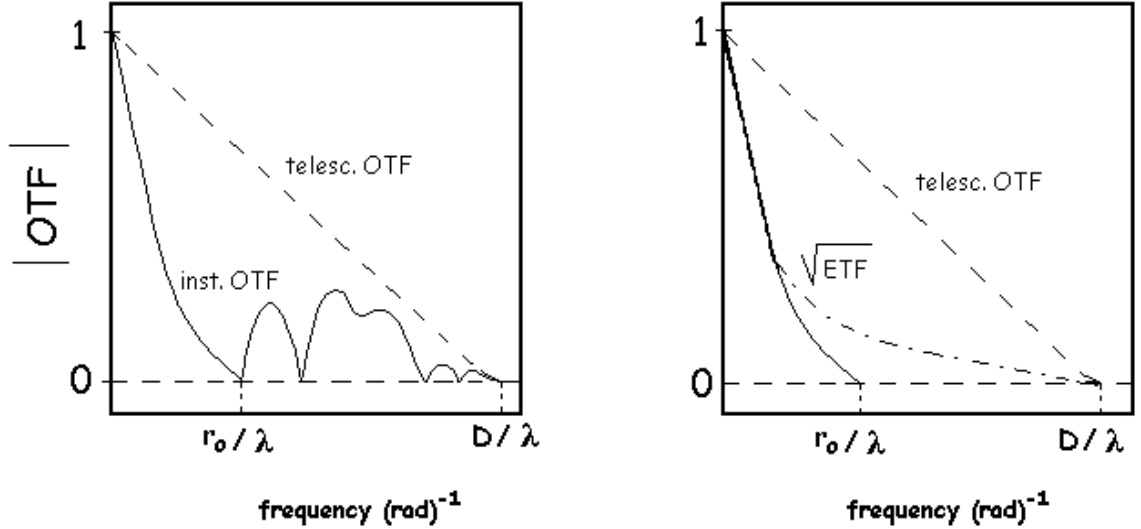 1
|OTF|
telesc. OTF
inst. OTF
0
r₀/λ
D/λ
frequency (rad)⁻¹
1
telesc. OTF
√ETF
0
r₀/λ
D/λ
frequency (rad)⁻¹